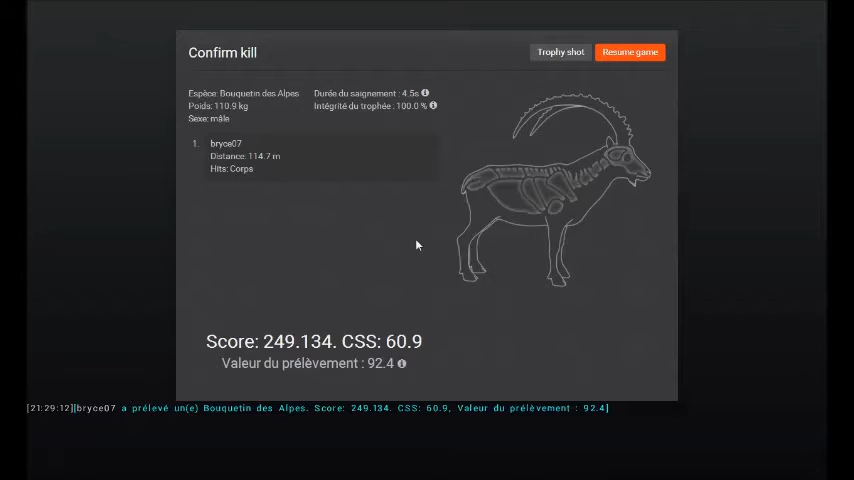 Confirm kill
Trophy shot
Resume game
Espèce: Bouquetin des Alpes
Poids: 110.9 kg
Sexe: mâle
Durée du saignement : 4.5s
Intégrité du trophée : 100.0 %
1. bryce07
Distance: 114.7 m
Hits: Corps
Score: 249.134. CSS: 60.9
Valeur du prélèvement : 92.4
[21:29:12][bryce07 a prélevé un(e) Bouquetin des Alpes. Score: 249.134. CSS: 60.9, Valeur du prélèvement : 92.4]